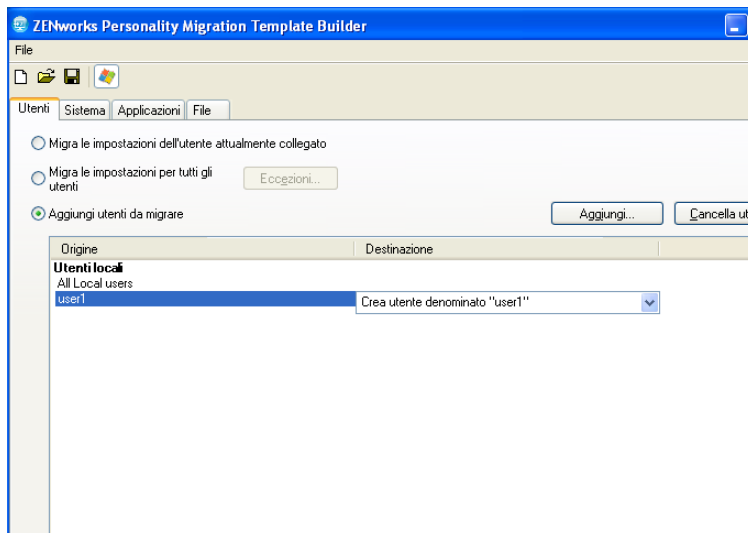 ZENworks Personality Migration Template Builder
File
Utenti Sistema Applicazioni File
Migra le impostazioni dell'utente attualmente collegato
Migra le impostazioni per tutti gli
utenti
Eccezioni...
Aggiungi utenti da migrare
Aggiungi...
Cancella ut
Origine Destinazione
Utenti locali
All Local users
user1 Crea utente denominato "user1"